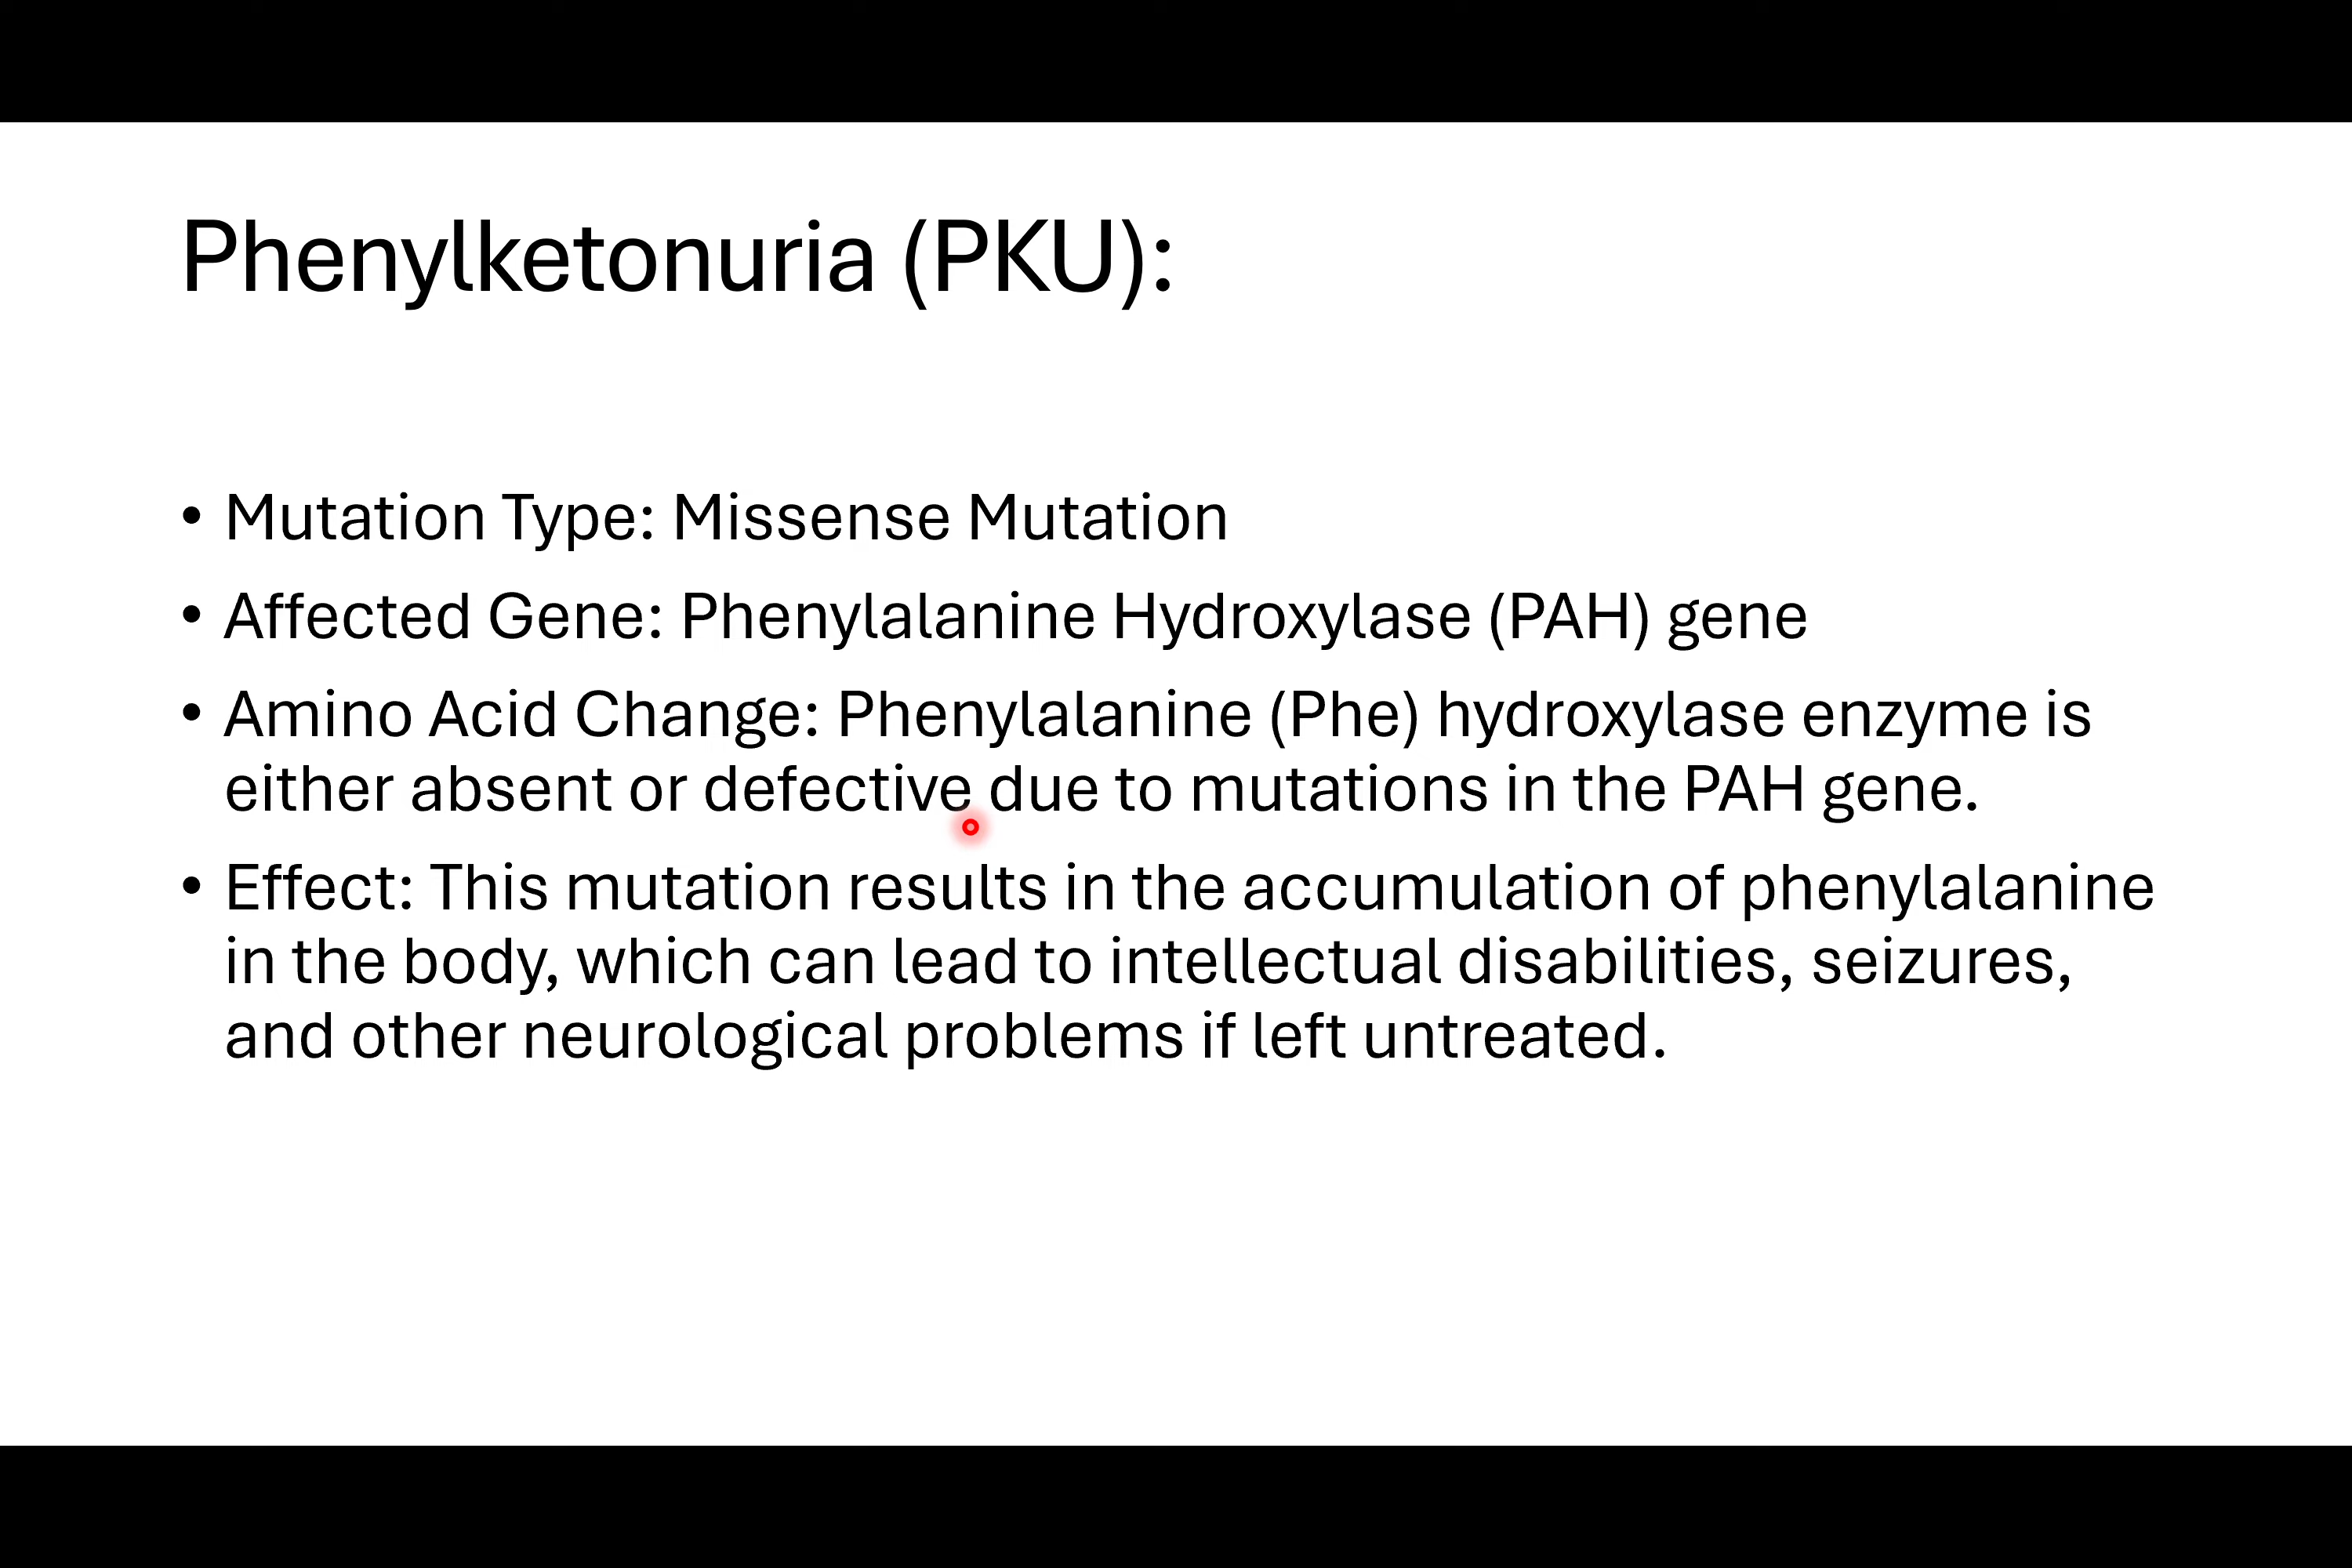 Phenylketonuria (PKU):
• Mutation Type: Missense Mutation
• Affected Gene: Phenylalanine Hydroxylase (PAH) gene
• Amino Acid Change: Phenylalanine (Phe) hydroxylase enzyme is
either absent or defective due to mutations in the PAH gene.
• Effect: This mutation results in the accumulation of phenylalanine
in the body, which can lead to intellectual disabilities, seizures,
and other neurological problems if left untreated.